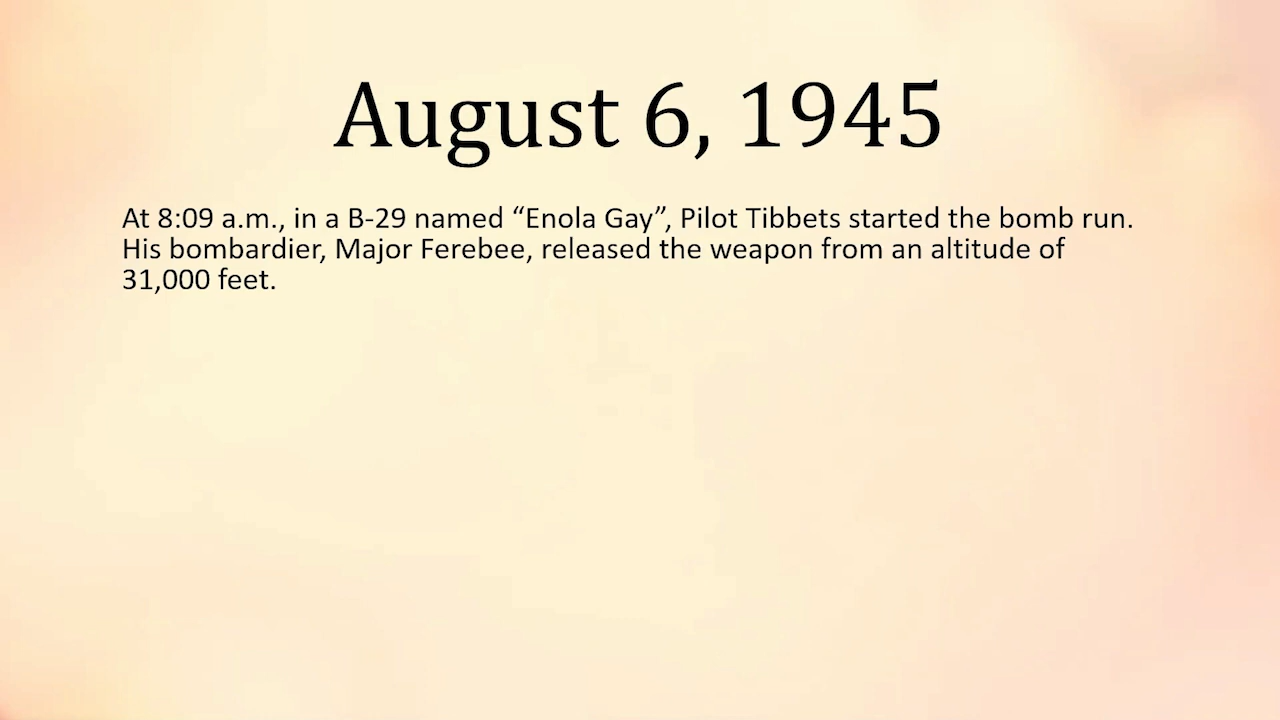 August 6, 1945
At 8:09 a.m., in a B-29 named “Enola Gay”, Pilot Tibbets started the bomb run.
His bombardier, Major Ferebee, released the weapon from an altitude of
31,000 feet.